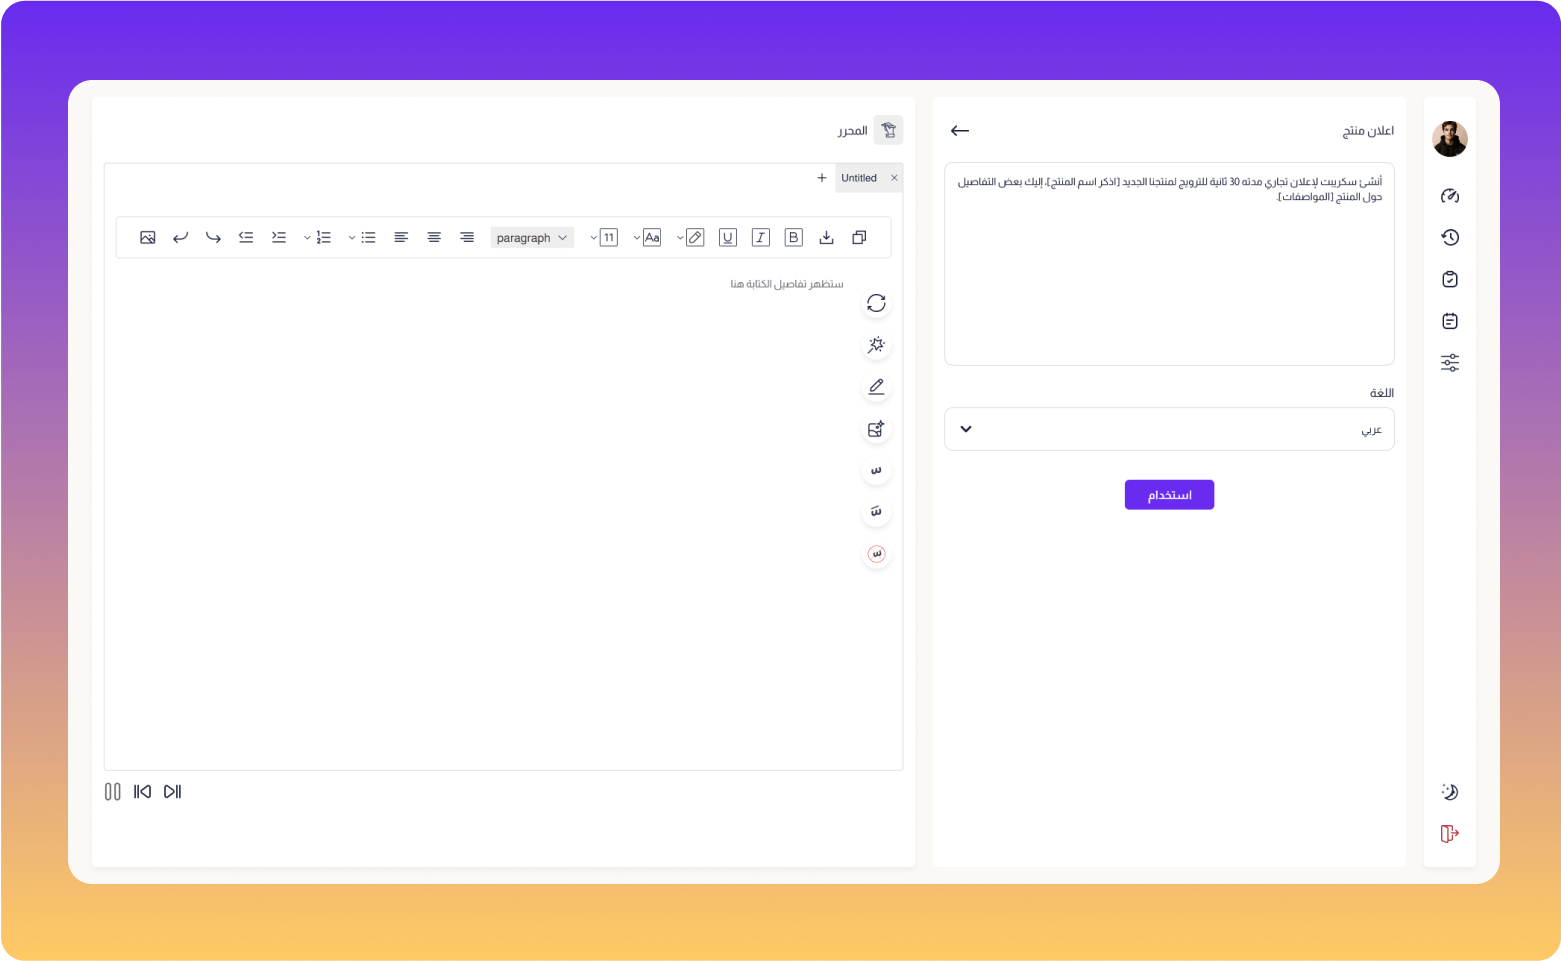 اعلان منتج
أنشئ سكريبت لإعلان تجاري مدته 30 ثانية للترويج لمنتجنا الجديد [اذكر اسم المنتج]، إليك بعض التفاصيل
حول المنتج [المواصفات].
اللغة
عربي
استخدام
المحرر
Untitled
paragraph
11
Aa
U
I
B
ستظهر تفاصيل الكتابة هنا